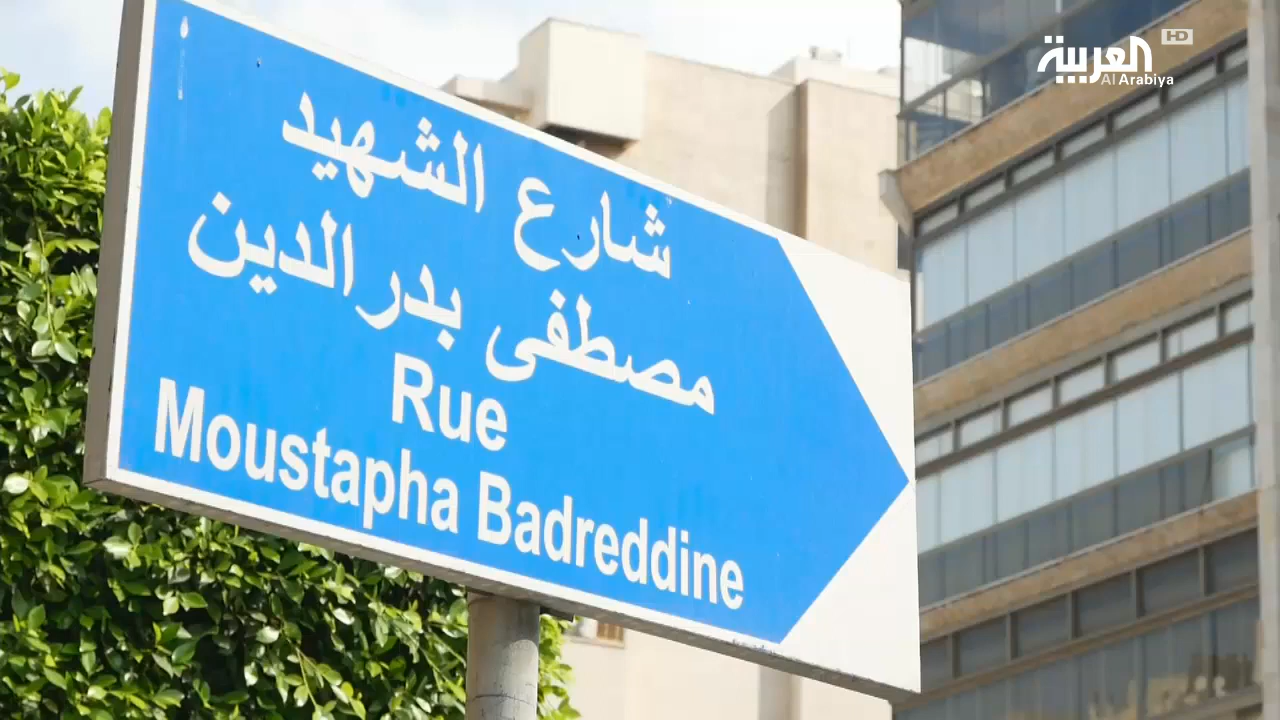 العربية
HD
Al Arabiya
شارع الشهيد
مصطفى بدر الدين
Rue
Moustapha Badreddine